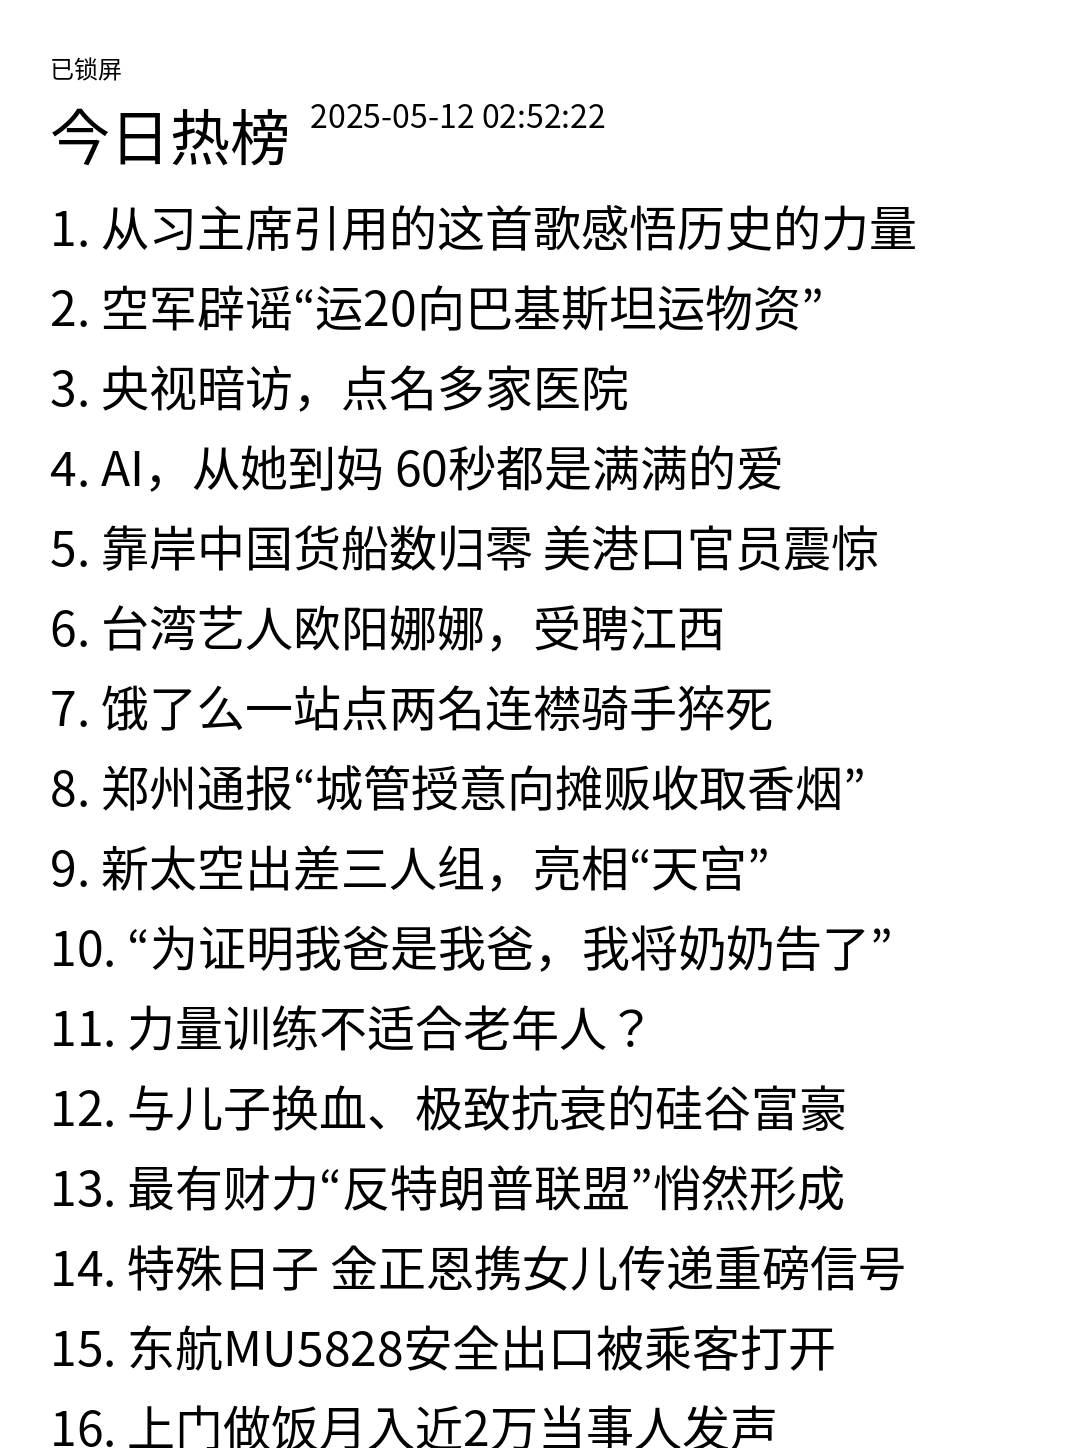 已锁屏
今日热榜 2025-05-12 02:52:22
1. 从习主席引用的这首歌感悟历史的力量
2. 空军辟谣“运20向巴基斯坦运物资”
3. 央视暗访，点名多家医院
4. AI，从她到妈 60秒都是满满的爱
5. 靠岸中国货船数归零 美港口官员震惊
6. 台湾艺人欧阳娜娜，受聘江西
7. 饿了么一站点两名连襟骑手猝死
8. 郑州通报“城管授意向摊贩收取香烟”
9. 新太空出差三人组，亮相“天宫”
10. “为证明我爸是我爸，我将奶奶告了”
11. 力量训练不适合老年人？
12. 与儿子换血、极致抗衰的硅谷富豪
13. 最有财力“反特朗普联盟”悄然形成
14. 特殊日子 金正恩携女儿传递重磅信号
15. 东航MU5828安全出口被乘客打开
16. 上门做饭月入近2万当事人发声